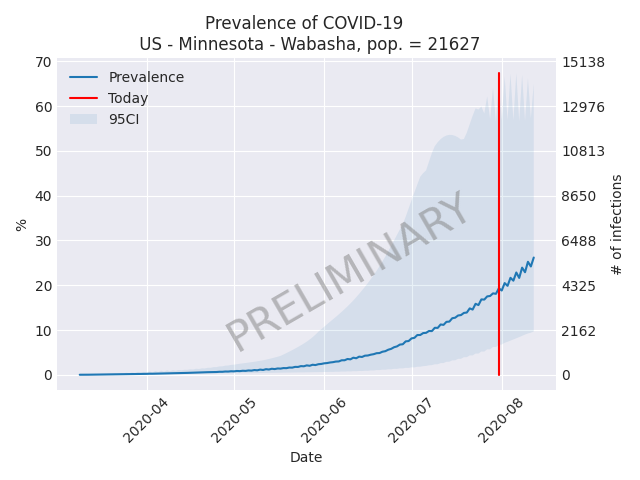 Prevalence of COVID-19
US - Minnesota - Wabasha, pop. = 21627
Prevalence
Today
95CI
PRELIMINARY
%
70
60
50
40
30
20
10
0
15138
12976
10813
8650
6488
4325
2162
0
# of infections
2020-04
2020-05
2020-06
2020-07
2020-08
Date